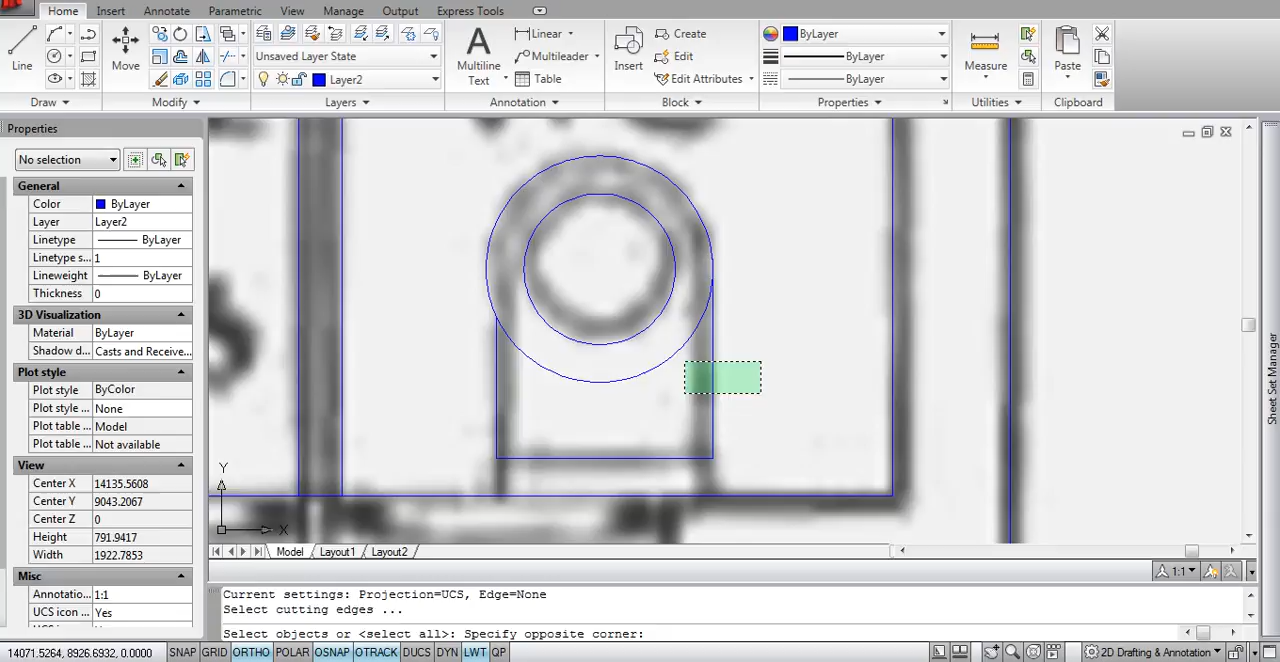 Home Insert Annotate Parametric View Manage Output Express Tools
Line
Move
Unsaved Layer State
Layer2
Multiline
Text
Linear
Multileader
Table
Insert
Create
Edit
Edit Attributes
ByLayer
ByLayer
ByLayer
Measure
Paste
Draw Modify Layers Annotation Block Properties Utilities Clipboard
Properties
No selection
General
Color ByLayer
Layer Layer2
Linetype ByLayer
Linetype s... 1
Lineweight ByLayer
Thickness 0
3D Visualization
Material ByLayer
Shadow d... Casts and Receive...
Plot style
Plot style ByColor
Plot style ... None
Plot table ... Model
Plot table ... Not available
View
Center X 14135.5608
Center Y 9043.2067
Center Z 0
Height 791.9417
Width 1922.7853
Misc
Annotatio... 1:1
UCS icon ... Yes
Y
X
Model Layout1 Layout2
1:1
Sheet Set Manager
Current settings: Projection=UCS, Edge=None
Select cutting edges ...
Select objects or <select all>: Specify opposite corner:
14071.5264, 8926.6932, 0.0000 SNAP GRID ORTHO POLAR OSNAP OTRACK DUCS DYN LWT QP 2D Drafting & Annotation